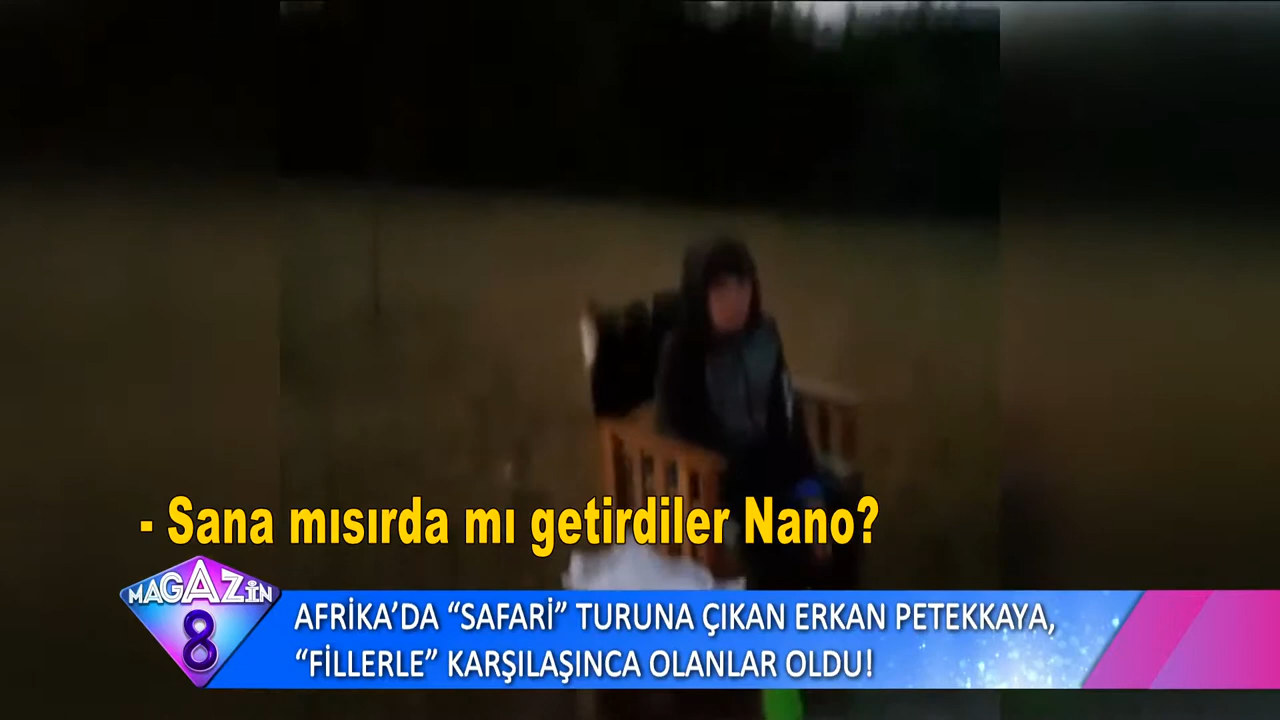 - Sana mısırda mı getirdiler Nano?
MAGAZİN
8
AFRİKA’DA “SAFARİ” TURUNA ÇIKAN ERKAN PETEKKAYA,
“FİLLERLE” KARŞILAŞINCA OLANLAR OLDU!